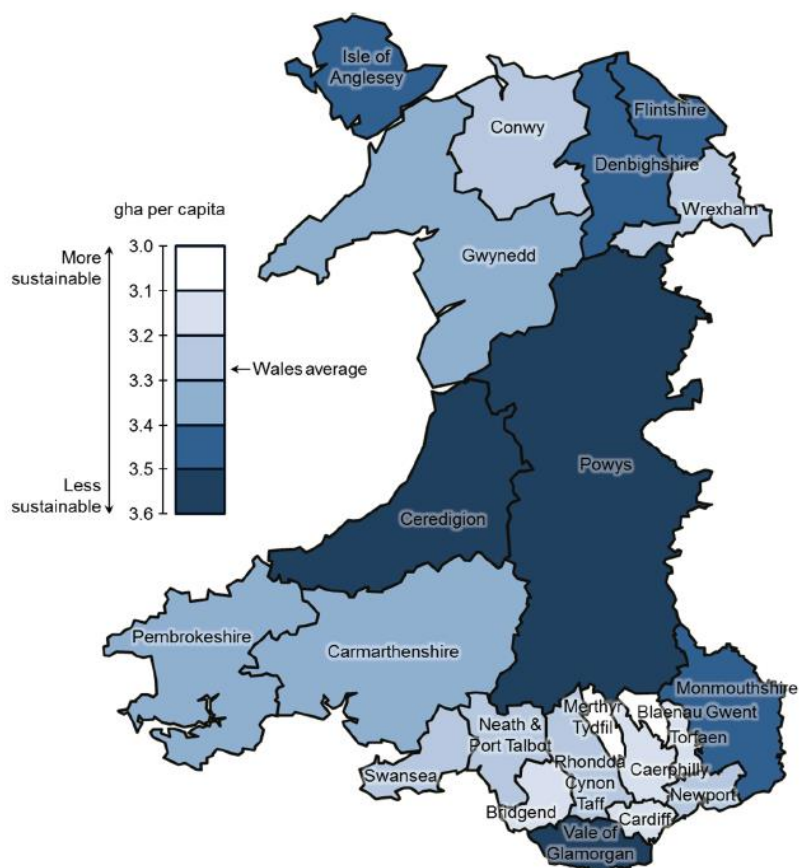 Isle of
Anglesey
Flintshire
Conwy
Denbighshire
Wrexham
gha per capita
More
sustainable
3.0
3.1
3.2
3.3
3.4
3.5
3.6
Wales average
Less
sustainable
Gwynedd
Powys
Ceredigion
Pembrokeshire
Carmarthenshire
Monmouthshire
Merthyr
Tydfil
Blaenau Gwent
Torfaen
Neath &
Port Talbot
Rhondda
Cynon
Taff
Caerphilly
Swansea
Newport
Bridgend
Cardiff
Vale of
Glamorgan